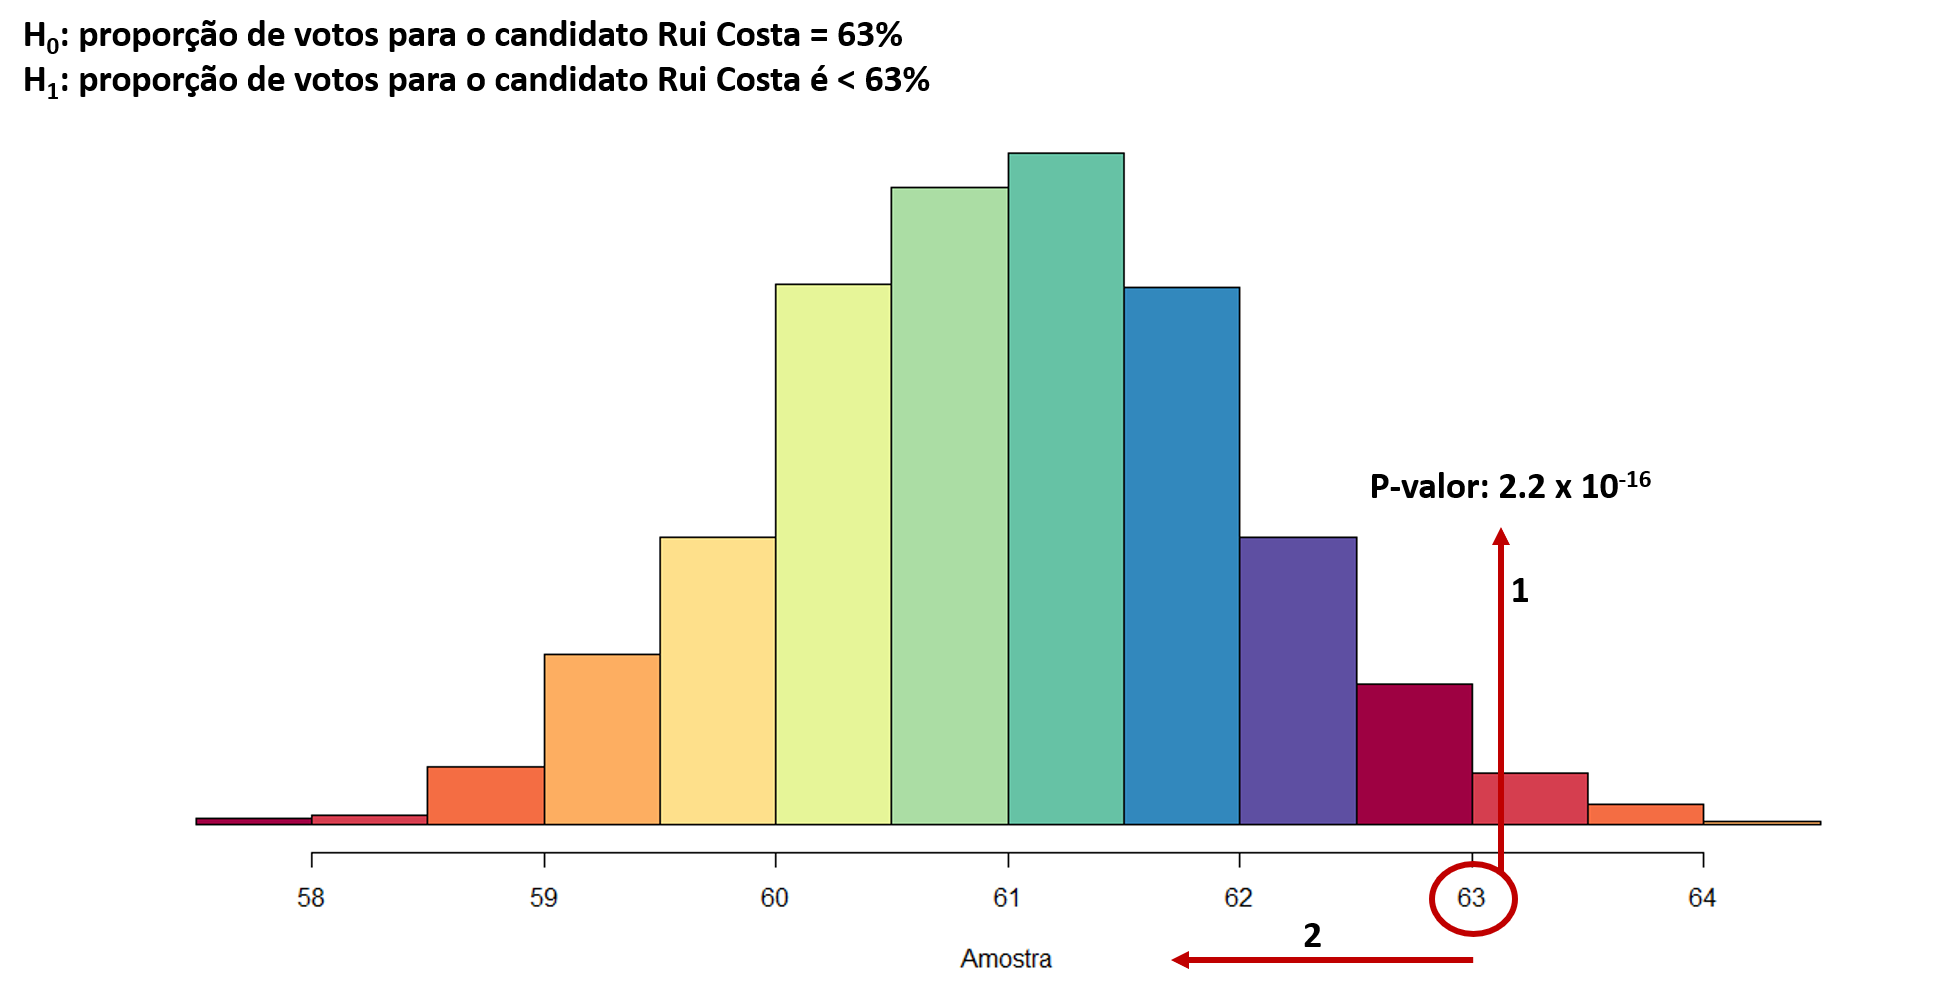 H₀: proporção de votos para o candidato Rui Costa = 63%
H₁: proporção de votos para o candidato Rui Costa é < 63%
P-valor: 2.2 x 10⁻¹⁶
1
58 59 60 61 62 63 64
2
Amostra